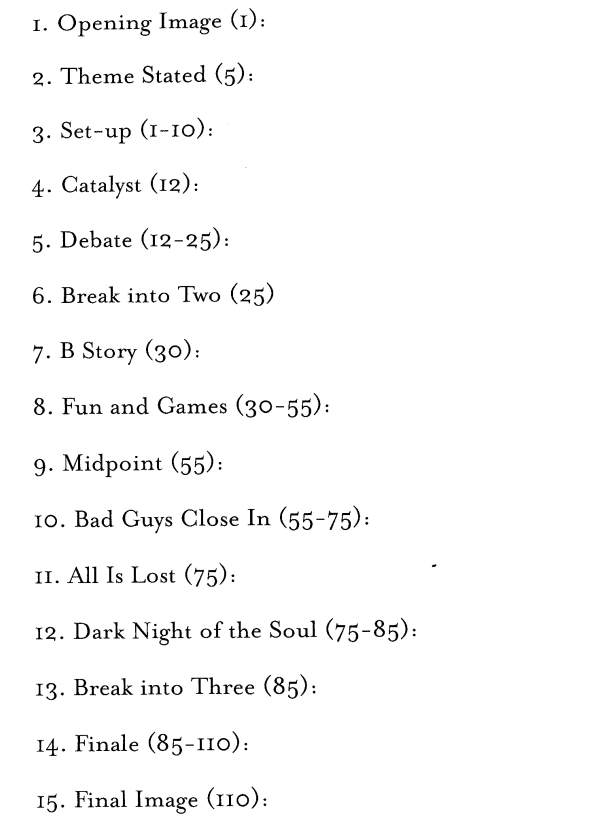 1. Opening Image (1):
2. Theme Stated (5):
3. Set-up (1-10):
4. Catalyst (12):
5. Debate (12-25):
6. Break into Two (25)
7. B Story (30):
8. Fun and Games (30-55):
9. Midpoint (55):
10. Bad Guys Close In (55-75):
11. All Is Lost (75):
12. Dark Night of the Soul (75-85):
13. Break into Three (85):
14. Finale (85-110):
15. Final Image (110):